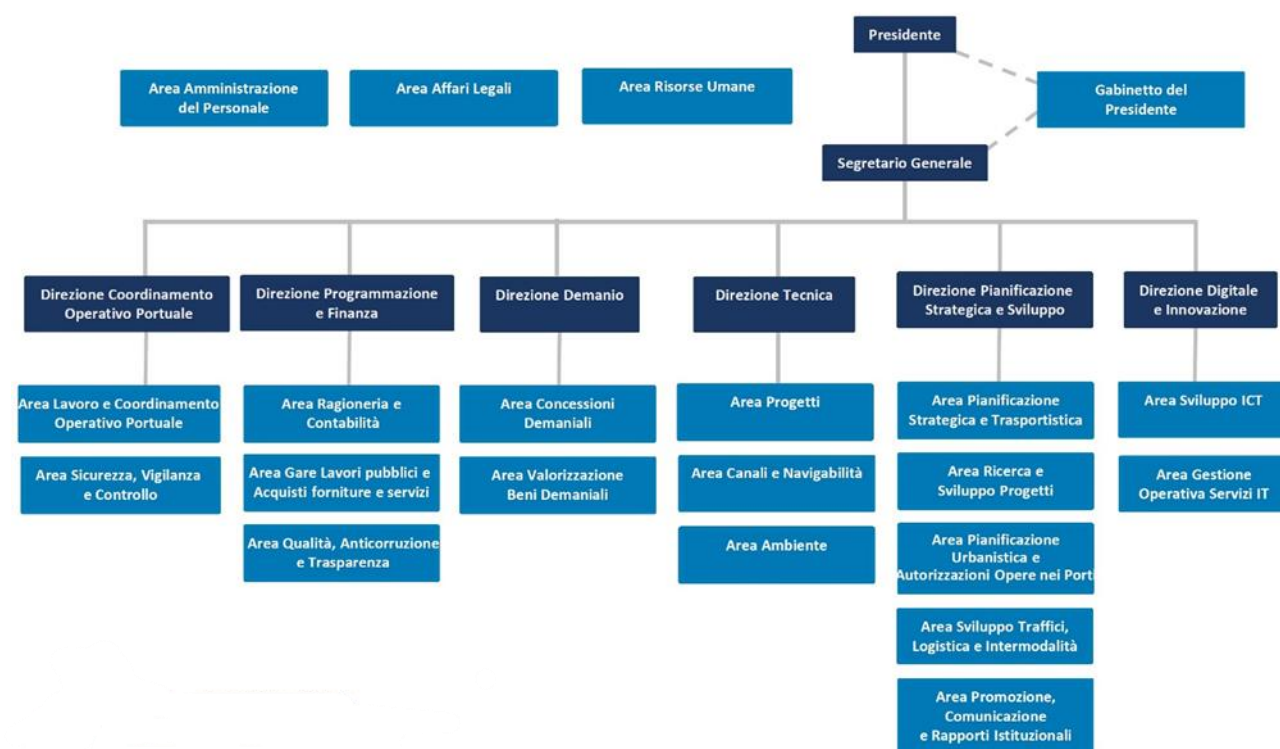 Presidente
Area Amministrazione
del Personale
Area Affari Legali
Area Risorse Umane
Gabinetto del
Presidente
Segretario Generale
Direzione Coordinamento
Operativo Portuale
Direzione Programmazione
e Finanza
Direzione Demanio
Direzione Tecnica
Direzione Pianificazione
Strategica e Sviluppo
Direzione Digitale
e Innovazione
Area Lavoro e Coordinamento
Operativo Portuale
Area Ragioneria e
Contabilità
Area Concessioni
Demaniali
Area Progetti
Area Pianificazione
Strategica e Trasportistica
Area Sviluppo ICT
Area Sicurezza, Vigilanza
e Controllo
Area Gare Lavori pubblici e
Acquisti forniture e servizi
Area Valorizzazione
Beni Demaniali
Area Canali e Navigabilità
Area Ricerca e
Sviluppo Progetti
Area Gestione
Operativa Servizi IT
Area Qualità, Anticorruzione
e Trasparenza
Area Ambiente
Area Pianificazione
Urbanistica e
Autorizzazioni Opere nei Porti
Area Sviluppo Traffici,
Logistica e Intermodalità
Area Promozione,
Comunicazione
e Rapporti Istituzionali